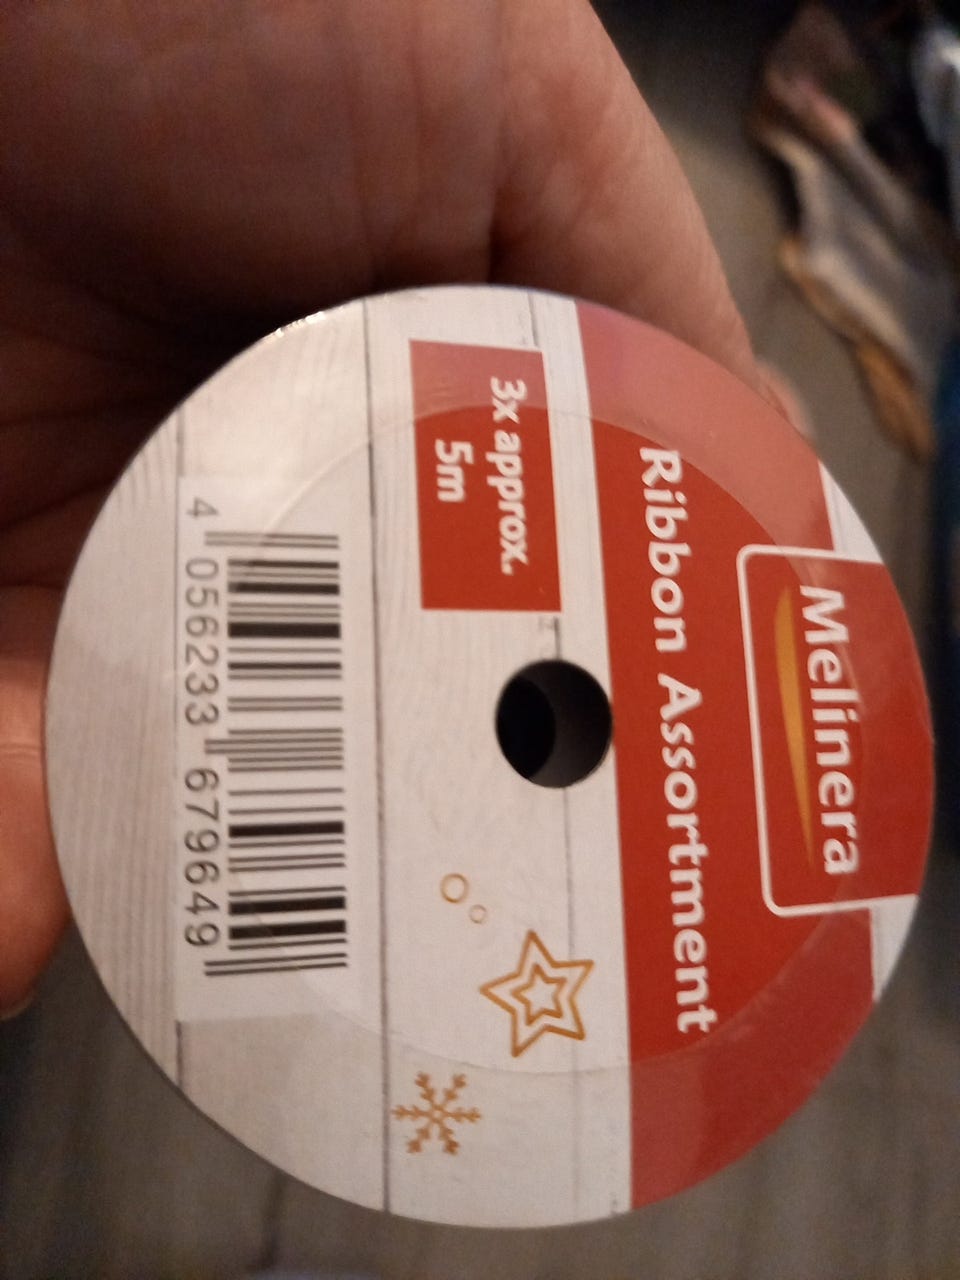 Melinera
Ribbon Assortment
3x approx.
5m
4 056233 679649